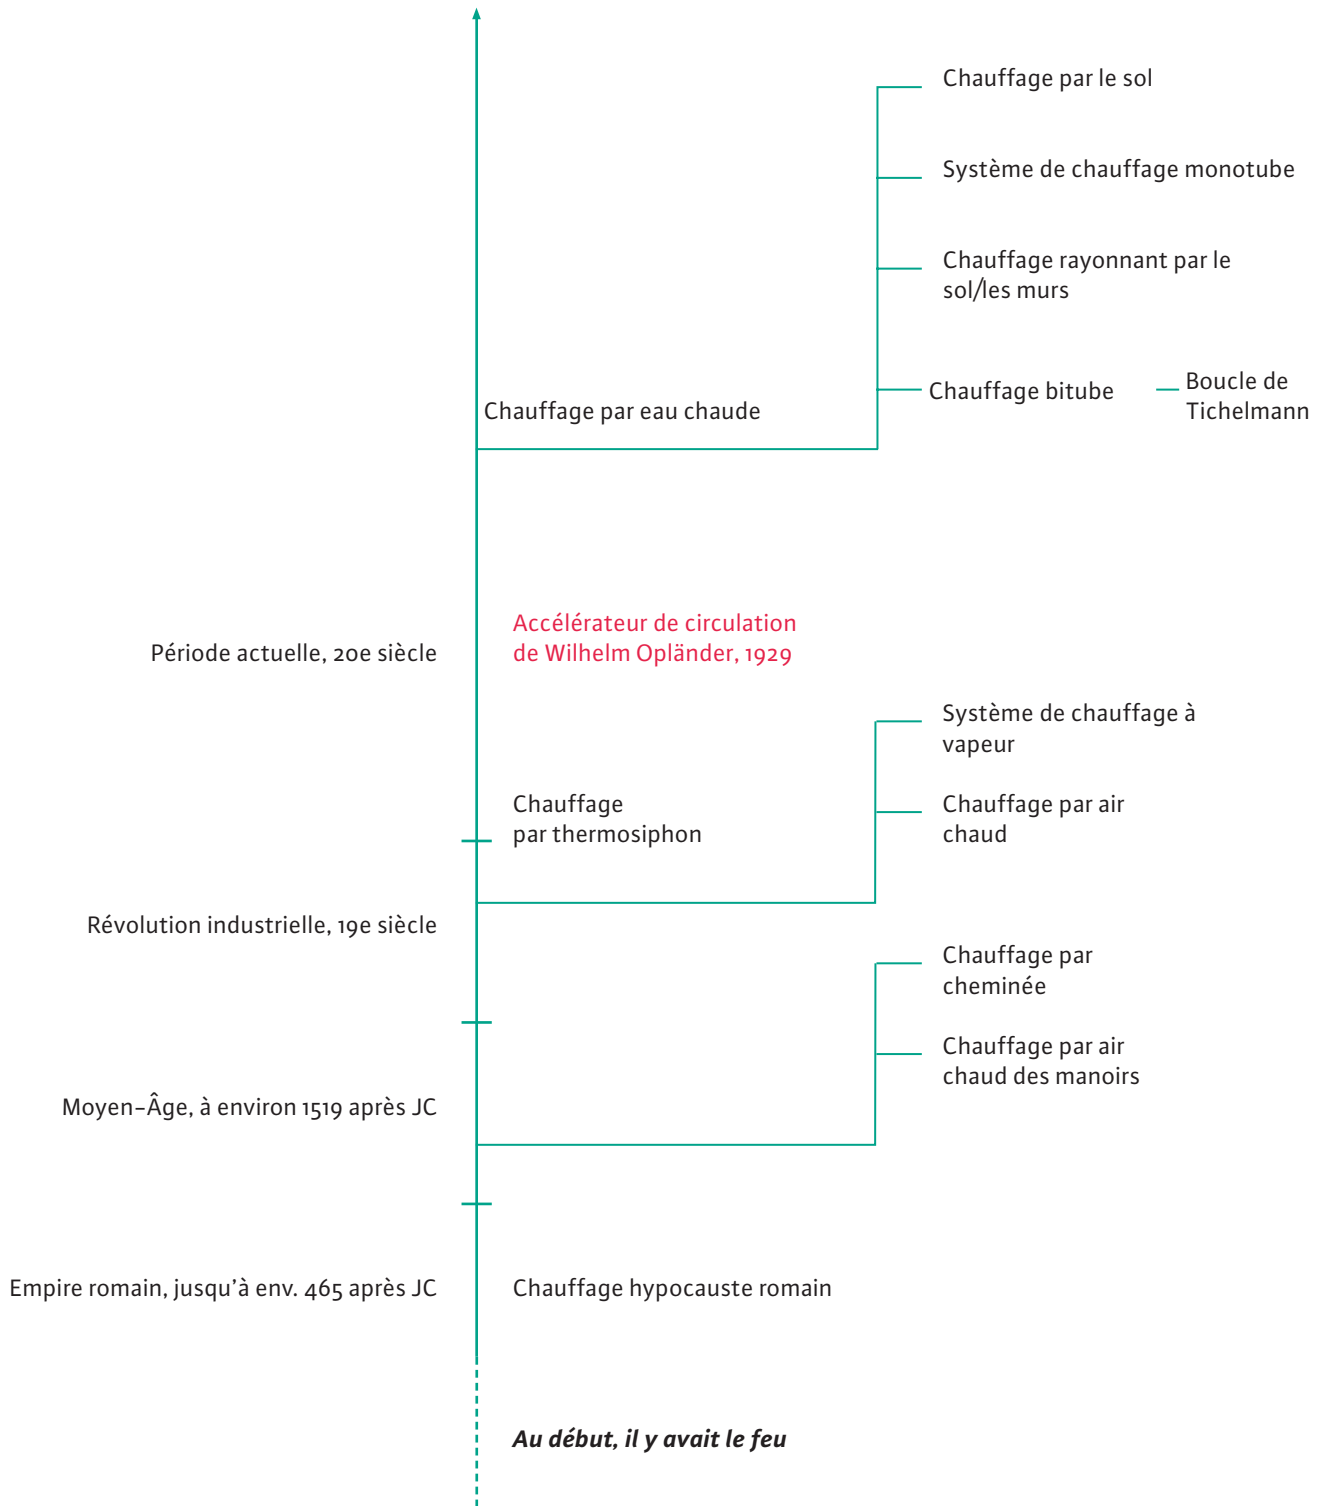 Chauffage par le sol
Système de chauffage monotube
Chauffage rayonnant par le
sol/les murs
Chauffage bitube
Boucle de
Tichelmann
Chauffage par eau chaude
Accélérateur de circulation
de Wilhelm Opländer, 1929
Période actuelle, 20e siècle
Système de chauffage à
vapeur
Chauffage
par thermosiphon
Chauffage par air
chaud
Révolution industrielle, 19e siècle
Chauffage par
cheminée
Chauffage par air
chaud des manoirs
Moyen-Âge, à environ 1519 après JC
Empire romain, jusqu'à env. 465 après JC
Chauffage hypocauste romain
Au début, il y avait le feu